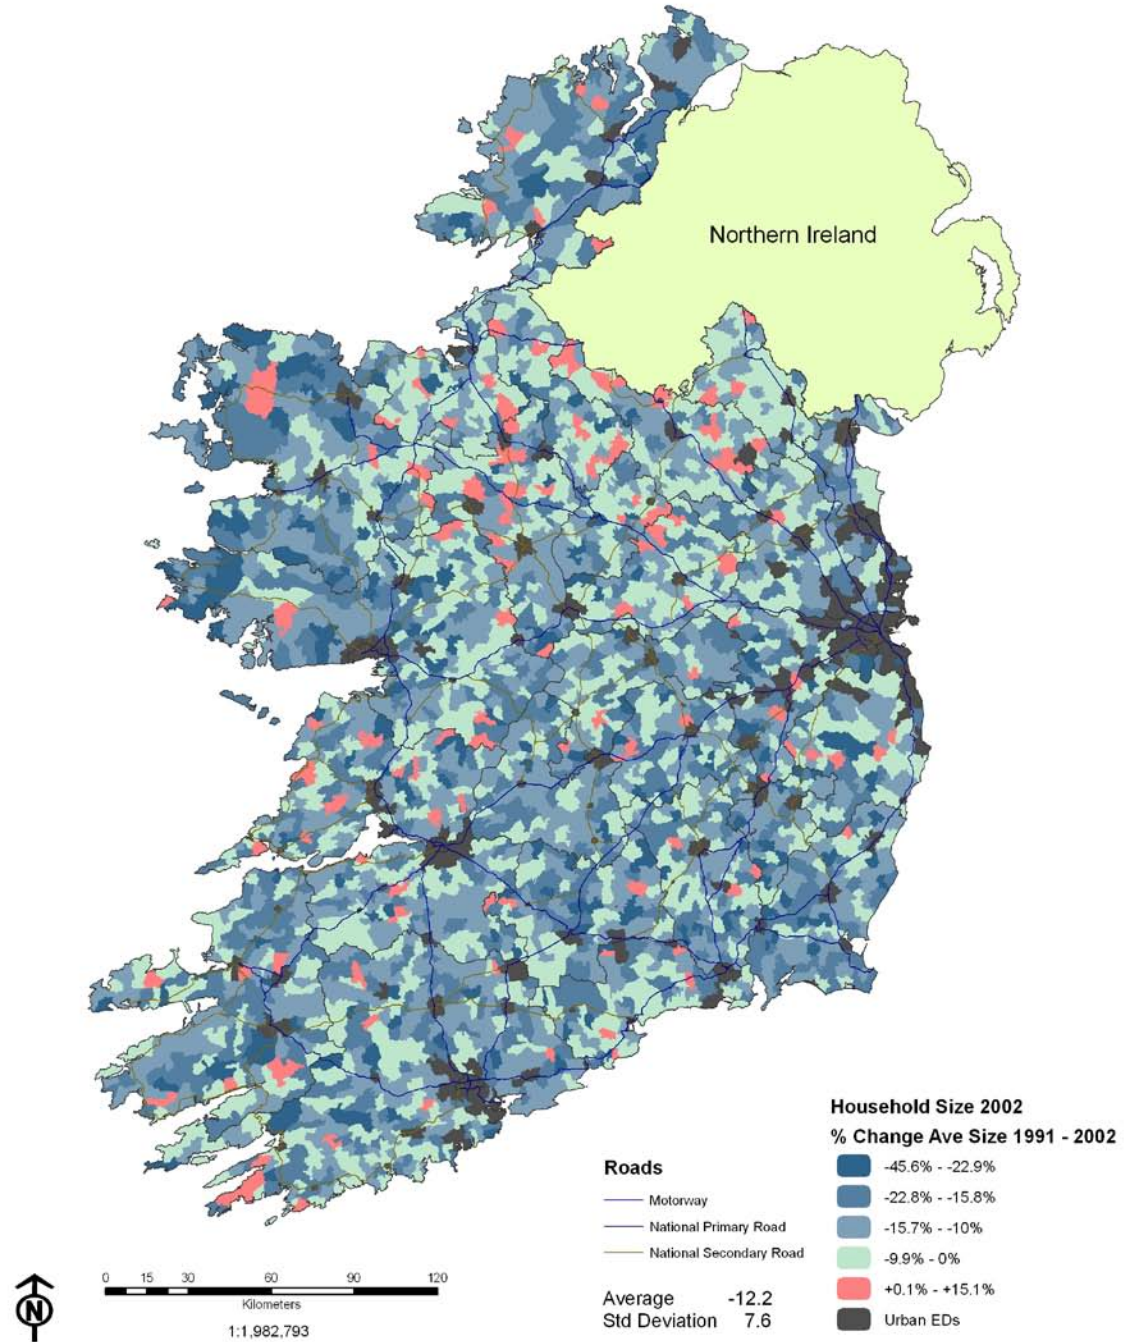 Northern Ireland
Household Size 2002
% Change Ave Size 1991 - 2002
-45.6% - -22.9%
-22.8% - -15.8%
-15.7% - -10%
-9.9% - 0%
+0.1% - +15.1%
Urban EDs
Roads
Motorway
National Primary Road
National Secondary Road
Average -12.2
Std Deviation 7.6
0 15 30 60 90 120
Kilometers
1:1,982,793
N